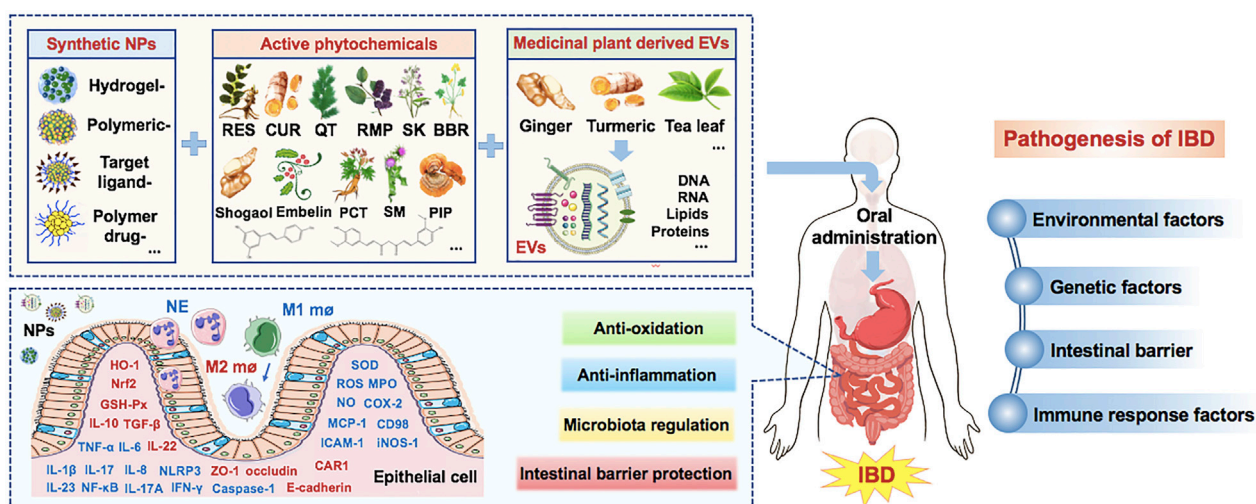 Synthetic NPs
Hydrogel-
Polymeric-
Target
ligand-
Polymer
drug-
...
Active phytochemicals
RES CUR QT RMP SK BBR
Shogaol Embelin PCT SM PIP
...
Medicinal plant derived EVs
Ginger Turmeric Tea leaf
...
DNA
RNA
Lipids
Proteins
...
EVs
NPs
NE
M1 mø
M2 mø
HO-1
Nrf2
GSH-Px
IL-10 TGF-β
TNF-α IL-6 IL-22
IL-1β IL-17 IL-8 NLRP3 ZO-1 occludin
IL-23 NF-κB IL-17A IFN-γ Caspase-1 E-cadherin
SOD
ROS MPO
NO COX-2
MCP-1 CD98
ICAM-1 iNOS-1
CAR1
Epithelial cell
Anti-oxidation
Anti-inflammation
Microbiota regulation
Intestinal barrier protection
Oral
administration
IBD
Pathogenesis of IBD
Environmental factors
Genetic factors
Intestinal barrier
Immune response factors